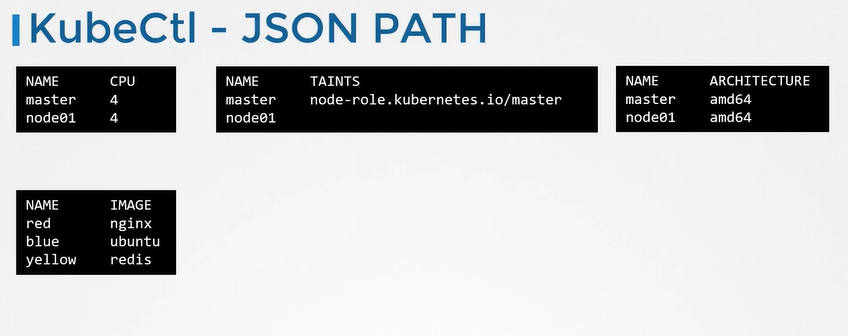 KubeCtl - JSON PATH
NAME CPU
master 4
node01 4
NAME TAINTS
master node-role.kubernetes.io/master
node01
NAME ARCHITECTURE
master amd64
node01 amd64
NAME IMAGE
red nginx
blue ubuntu
yellow redis